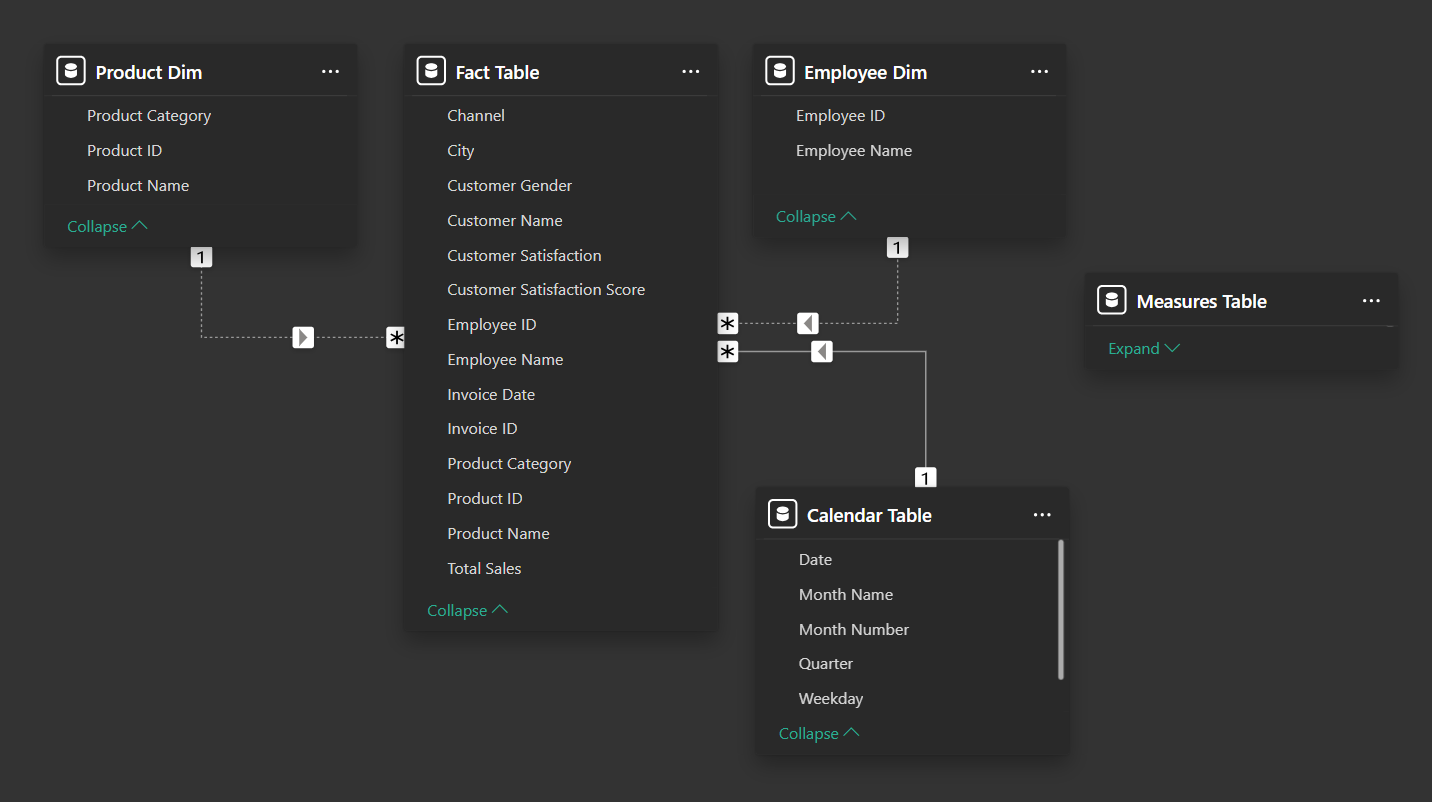 Product Dim
Product Category
Product ID
Product Name
Collapse
1
*
Fact Table
Channel
City
Customer Gender
Customer Name
Customer Satisfaction
Customer Satisfaction Score
Employee ID
Employee Name
Invoice Date
Invoice ID
Product Category
Product ID
Product Name
Total Sales
Collapse
Employee Dim
Employee ID
Employee Name
Collapse
1
*
*
1
Calendar Table
Date
Month Name
Month Number
Quarter
Weekday
Collapse
Measures Table
Expand